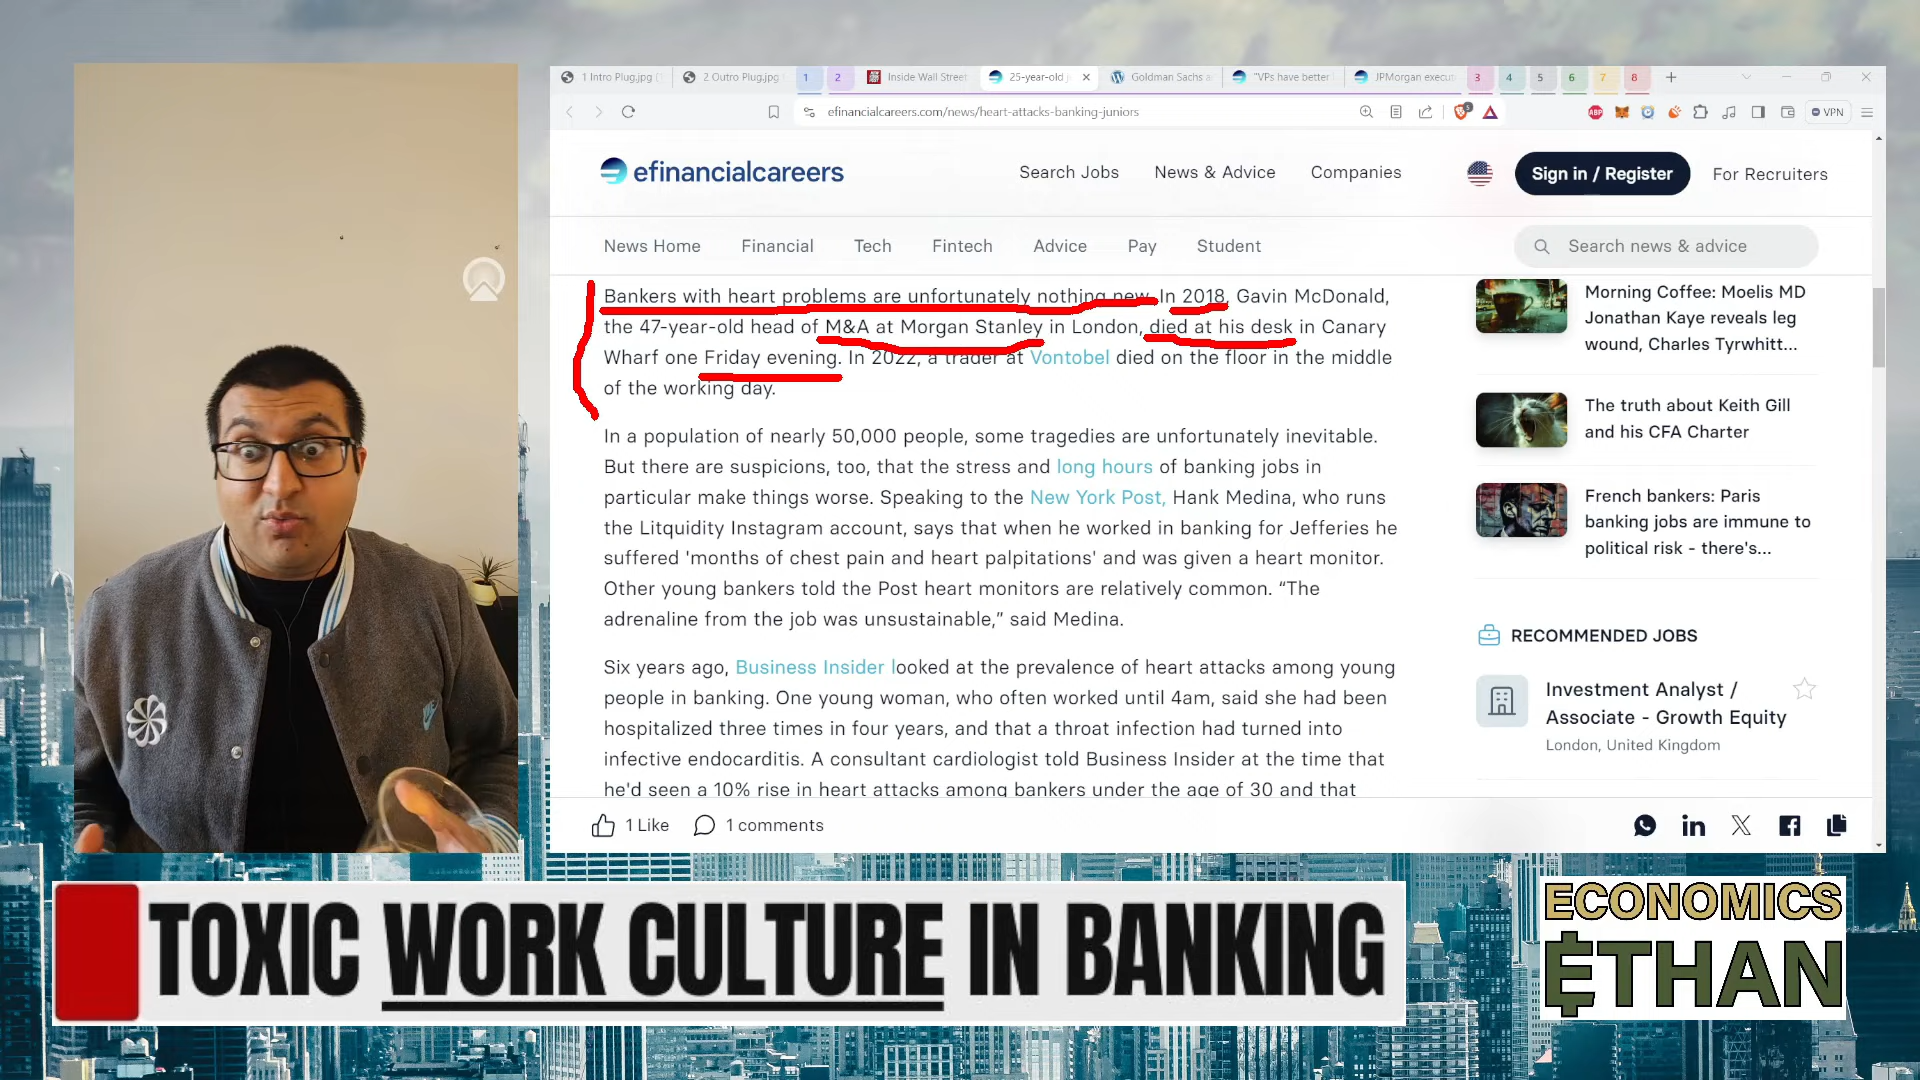 1 Intro Plug.jpg
2 Outro Plug.jpg
1
2
Inside Wall Street
25-year-old
Goldman Sachs a
"VPs have better
JPMorgan execut
3
4
5
6
7
8
efinancialcareers.com/news/heart-attacks-banking-juniors
VPN
efinancialcareers
Search Jobs
News & Advice
Companies
Sign in / Register
For Recruiters
News Home
Financial
Tech
Fintech
Advice
Pay
Student
Search news & advice
Bankers with heart problems are unfortunately nothing new. In 2018, Gavin McDonald,
the 47-year-old head of M&A at Morgan Stanley in London, died at his desk in Canary
Wharf one Friday evening. In 2022, a trader at Vontobel died on the floor in the middle
of the working day.
In a population of nearly 50,000 people, some tragedies are unfortunately inevitable.
But there are suspicions, too, that the stress and long hours of banking jobs in
particular make things worse. Speaking to the New York Post, Hank Medina, who runs
the Litquidity Instagram account, says that when he worked in banking for Jefferies he
suffered 'months of chest pain and heart palpitations' and was given a heart monitor.
Other young bankers told the Post heart monitors are relatively common. “The
adrenaline from the job was unsustainable,” said Medina.
Six years ago, Business Insider looked at the prevalence of heart attacks among young
people in banking. One young woman, who often worked until 4am, said she had been
hospitalized three times in four years, and that a throat infection had turned into
infective endocarditis. A consultant cardiologist told Business Insider at the time that
he'd seen a 10% rise in heart attacks among bankers under the age of 30 and that
Morning Coffee: Moelis MD
Jonathan Kaye reveals leg
wound, Charles Tyrwhitt...
The truth about Keith Gill
and his CFA Charter
French bankers: Paris
banking jobs are immune to
political risk - there's...
RECOMMENDED JOBS
Investment Analyst /
Associate - Growth Equity
London, United Kingdom
1 Like
1 comments
TOXIC WORK CULTURE IN BANKING
ECONOMICS
ETHAN